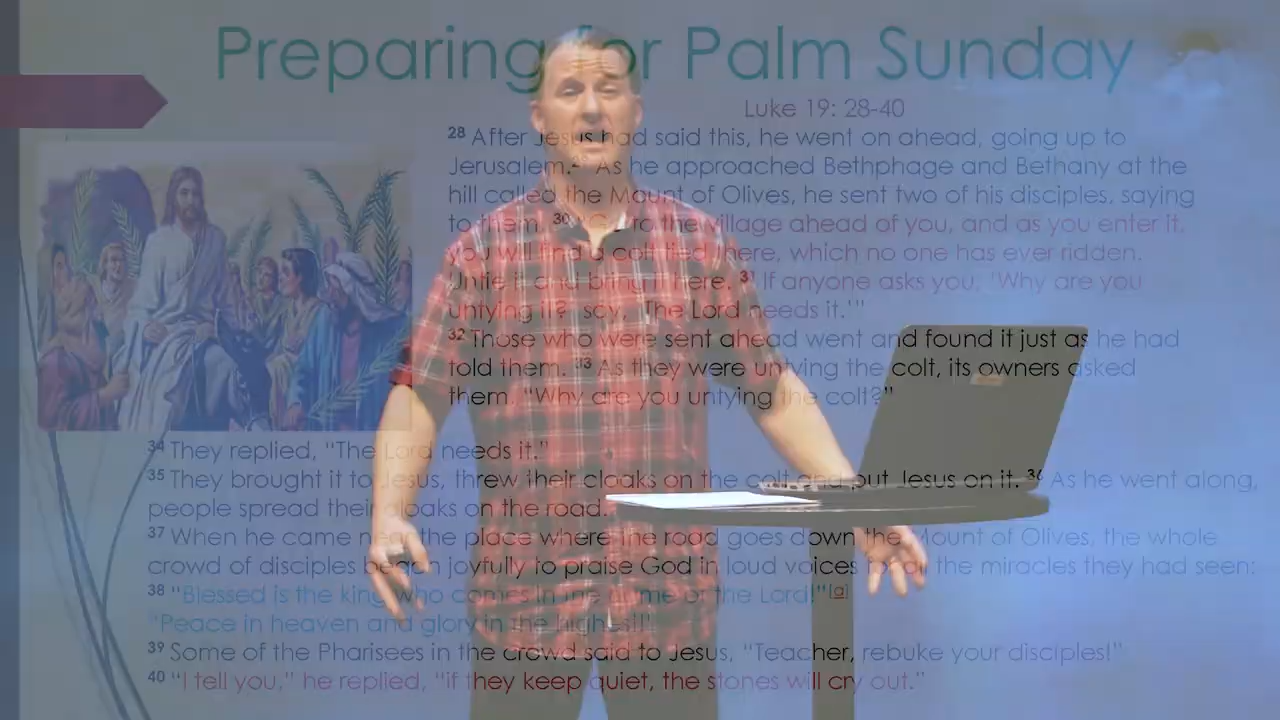 Preparing for Palm Sunday
Luke 19: 28-40
28 After Jesus had said this, he went on ahead, going up to
Jerusalem. 29 As he approached Bethphage and Bethany at the
hill called the Mount of Olives, he sent two of his disciples, saying
to them, 30 “Go to the village ahead of you, and as you enter it,
you will find a colt tied there, which no one has ever ridden.
Untie it and bring it here. 31 If anyone asks you, ‘Why are you
untying it?’ say, ‘The Lord needs it.’”
32 Those who were sent ahead went and found it just as he had
told them. 33 As they were untying the colt, its owners asked
them, “Why are you untying the colt?”
34 They replied, “The Lord needs it.”
35 They brought it to Jesus, threw their cloaks on the colt and put Jesus on it. 36 As he went along,
people spread their cloaks on the road.
37 When he came near the place where the road goes down the Mount of Olives, the whole
crowd of disciples began joyfully to praise God in loud voices for all the miracles they had seen:
38 “Blessed is the king who comes in the name of the Lord!”[a]
“Peace in heaven and glory in the highest!”
39 Some of the Pharisees in the crowd said to Jesus, “Teacher, rebuke your disciples!”
40 “I tell you,” he replied, “if they keep quiet, the stones will cry out.”